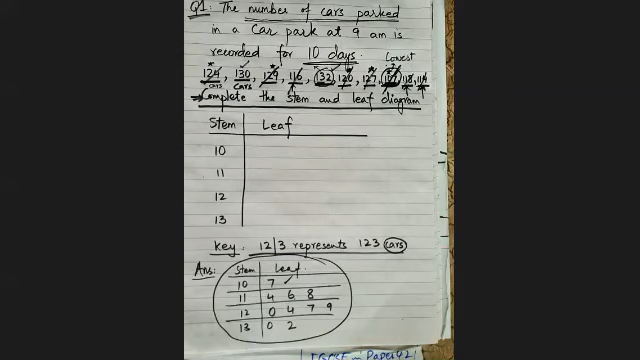 Q1: The number of cars parked
in a Car park at 9 am is
recorded for 10 days.
Lowest
124, 130, 129, 116, 132, 120, 127, 107, 118, 114
cars cars
Complete the stem and leaf diagram
Stem Leaf
10
11
12
13
Key: 12|3 represents 123 cars
Ans: Stem Leaf
10 7
11 4 6 8
12 0 4 7 9
13 0 2
IGCSE Paper 42